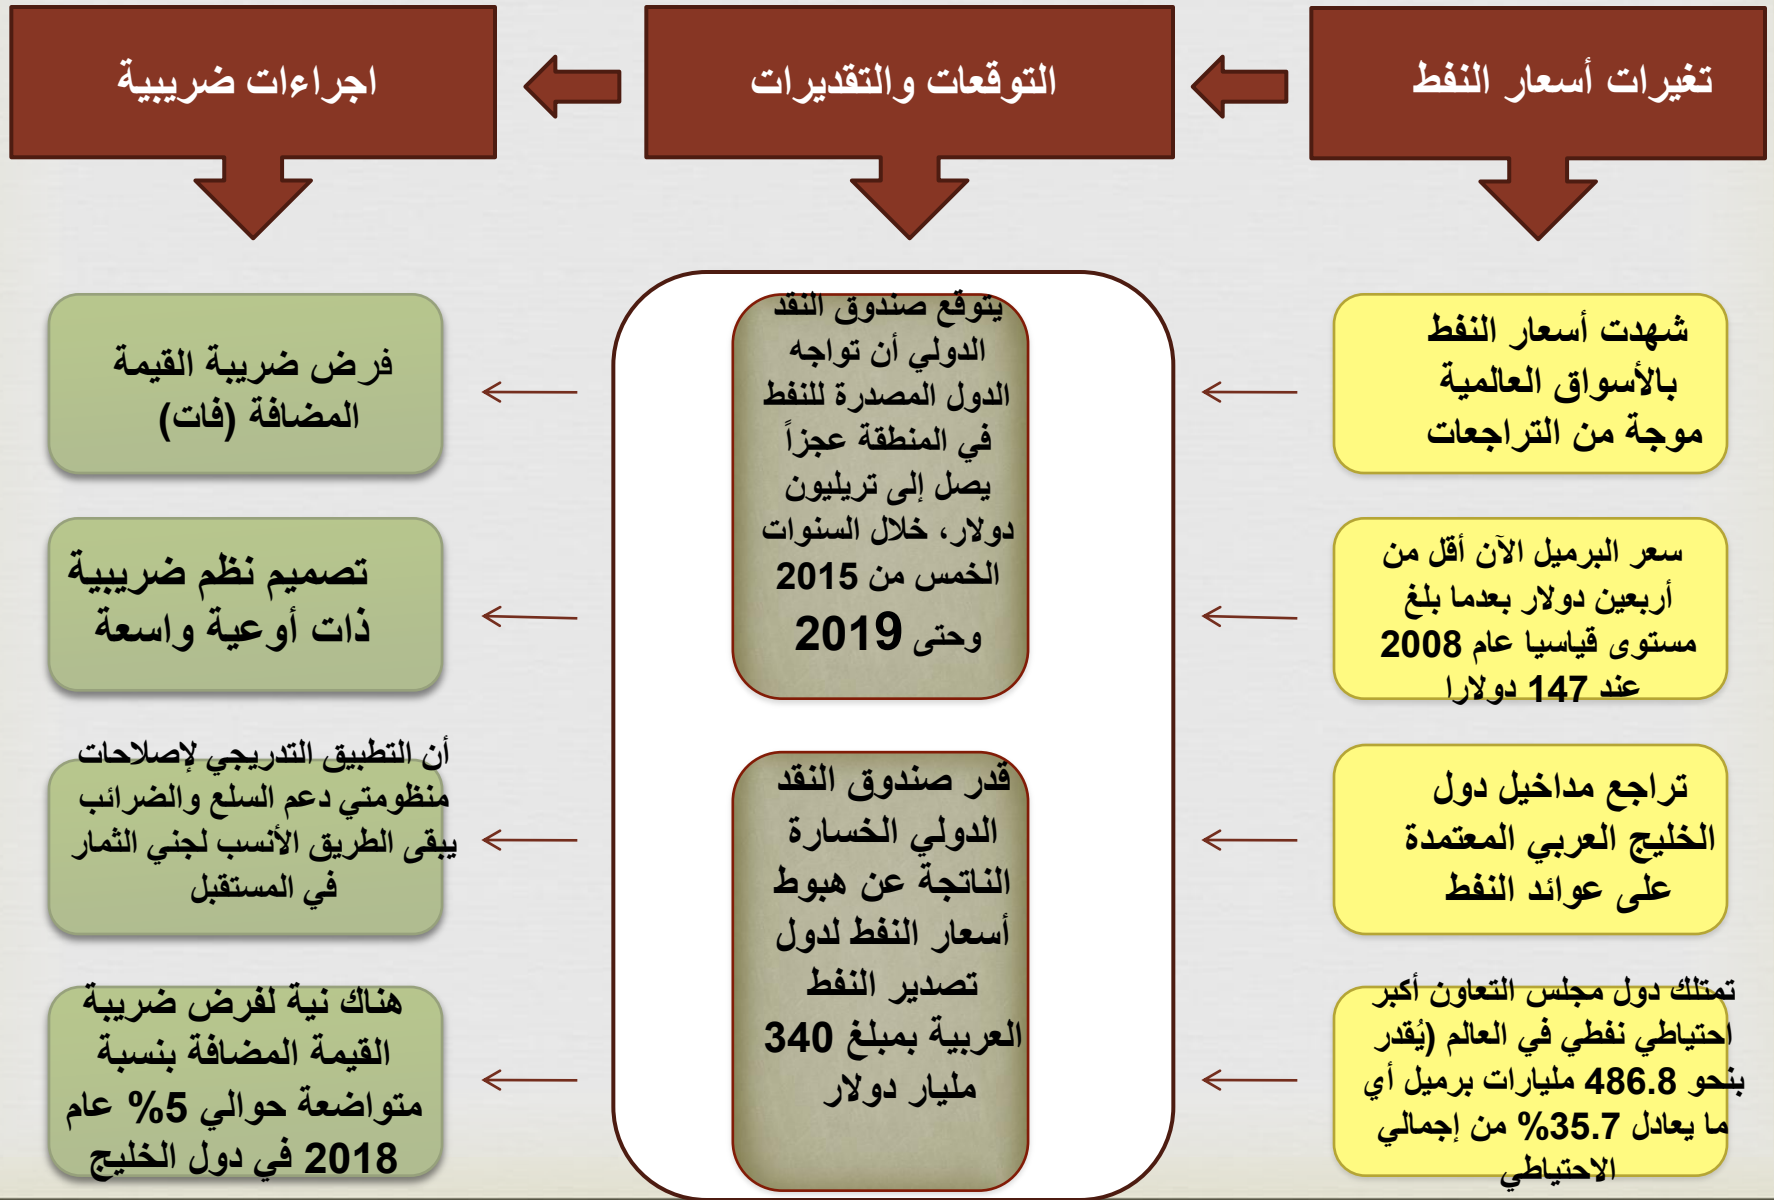 تغيرات أسعار النفط
التوقعات والتقديرات
اجراءات ضريبية
شهدت أسعار النفط
بالأسواق العالمية
موجة من التراجعات
سعر البرميل الآن أقل من
أربعين دولار بعدما بلغ
مستوى قياسيا عام 2008
عند 147 دولارا
تراجع مداخيل دول
الخليج العربي المعتمدة
على عوائد النفط
تمتلك دول مجلس التعاون أكبر
احتياطي نفطي في العالم (يُقدر
بنحو 486.8 مليارات برميل أي
ما يعادل 35.7% من إجمالي
الاحتياطي
يتوقع صندوق النقد
الدولي أن تواجه
الدول المصدرة للنفط
في المنطقة عجزاً
يصل إلى تريليون
دولار، خلال السنوات
الخمس من 2015
وحتى 2019
قدر صندوق النقد
الدولي الخسارة
الناتجة عن هبوط
أسعار النفط لدول
تصدير النفط
العربية بمبلغ 340
مليار دولار
فرض ضريبة القيمة
المضافة (فات)
تصميم نظم ضريبية
ذات أوعية واسعة
أن التطبيق التدريجي لإصلاحات
منظومتي دعم السلع والضرائب
يبقى الطريق الأنسب لجني الثمار
في المستقبل
هناك نية لفرض ضريبة
القيمة المضافة بنسبة
متواضعة حوالي 5% عام
2018 في دول الخليج